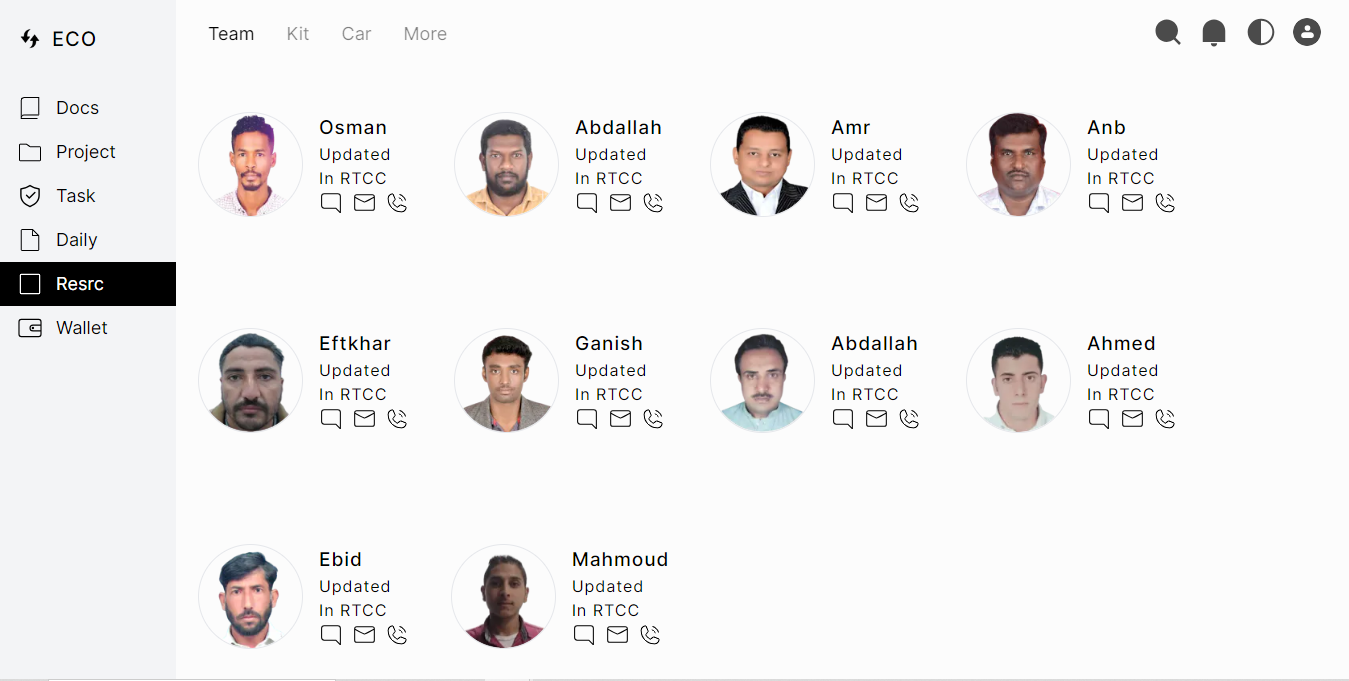 ECO
Docs
Project
Task
Daily
Resrc
Wallet
Team Kit Car More
Osman
Updated
In RTCC
Abdallah
Updated
In RTCC
Amr
Updated
In RTCC
Anb
Updated
In RTCC
Eftkhar
Updated
In RTCC
Ganish
Updated
In RTCC
Abdallah
Updated
In RTCC
Ahmed
Updated
In RTCC
Ebid
Updated
In RTCC
Mahmoud
Updated
In RTCC